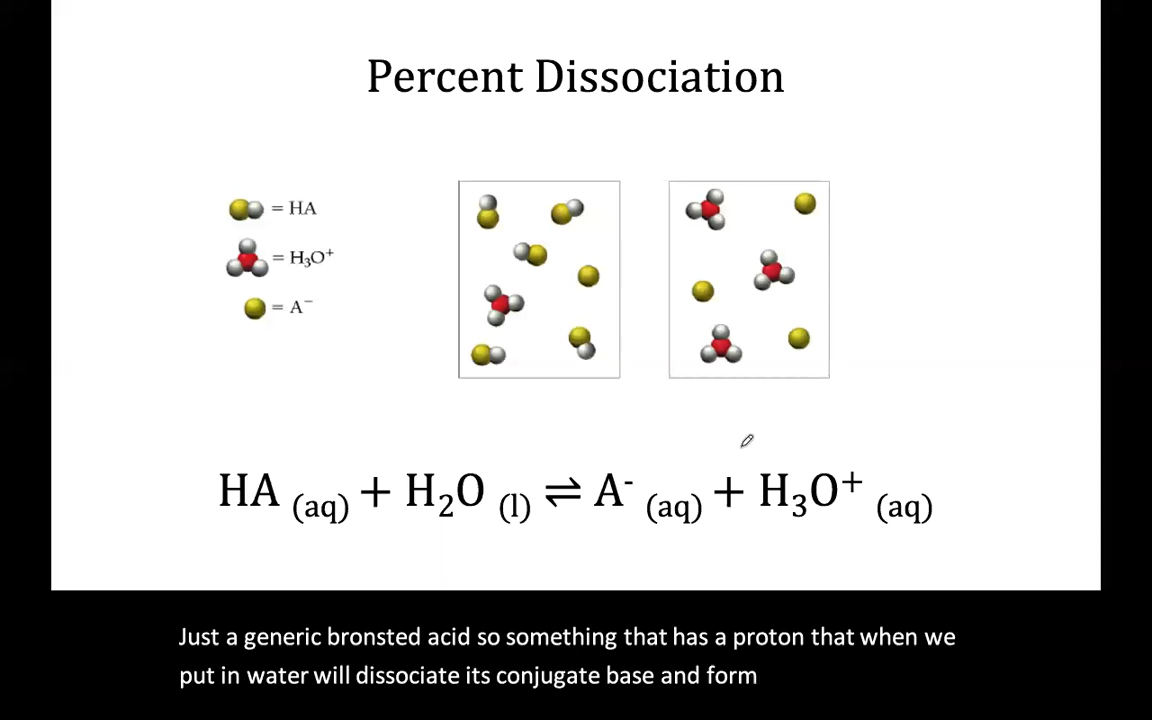 Percent Dissociation
= HA
= H₃O⁺
= A⁻
HA (aq) + H₂O (l) ⇌ A⁻ (aq) + H₃O⁺ (aq)
Just a generic bronsted acid so something that has a proton that when we
put in water will dissociate its conjugate base and form